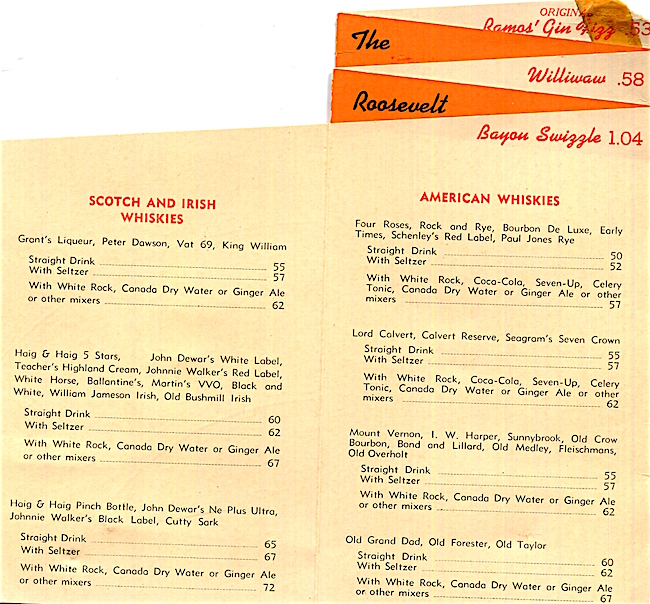 ORIGINAL
Ramos' Gin Fizz .53
The
Williwaw .58
Roosevelt
Bayou Swizzle 1.04
SCOTCH AND IRISH
WHISKIES
Grant's Liqueur, Peter Dawson, Vat 69, King William
Straight Drink 55
With Seltzer 57
With White Rock, Canada Dry Water or Ginger Ale
or other mixers 62
Haig & Haig 5 Stars, John Dewar's White Label,
Teacher's Highland Cream, Johnnie Walker's Red Label,
White Horse, Ballantine's, Martin's VVO, Black and
White, William Jameson Irish, Old Bushmill Irish
Straight Drink 60
With Seltzer 62
With White Rock, Canada Dry Water or Ginger Ale
or other mixers 67
Haig & Haig Pinch Bottle, John Dewar's Ne Plus Ultra,
Johnnie Walker's Black Label, Cutty Sark
Straight Drink 65
With Seltzer 67
With White Rock, Canada Dry Water or Ginger Ale
or other mixers 72
AMERICAN WHISKIES
Four Roses, Rock and Rye, Bourbon De Luxe, Early
Times, Schenley's Red Label, Paul Jones Rye
Straight Drink 50
With Seltzer 52
With White Rock, Coca-Cola, Seven-Up, Celery
Tonic, Canada Dry Water or Ginger Ale or other
mixers 57
Lord Calvert, Calvert Reserve, Seagram's Seven Crown
Straight Drink 55
With Seltzer 57
With White Rock, Coca-Cola, Seven-Up, Celery
Tonic, Canada Dry Water or Ginger Ale or other
mixers 62
Mount Vernon, I. W. Harper, Sunnybrook, Old Crow
Bourbon, Bond and Lillard, Old Medley, Fleischmans,
Old Overholt
Straight Drink 55
With Seltzer 57
With White Rock, Canada Dry Water or Ginger Ale
or other mixers 62
Old Grand Dad, Old Forester, Old Taylor
Straight Drink 60
With Seltzer 62
With White Rock, Canada Dry Water or Ginger Ale
or other mixers 67